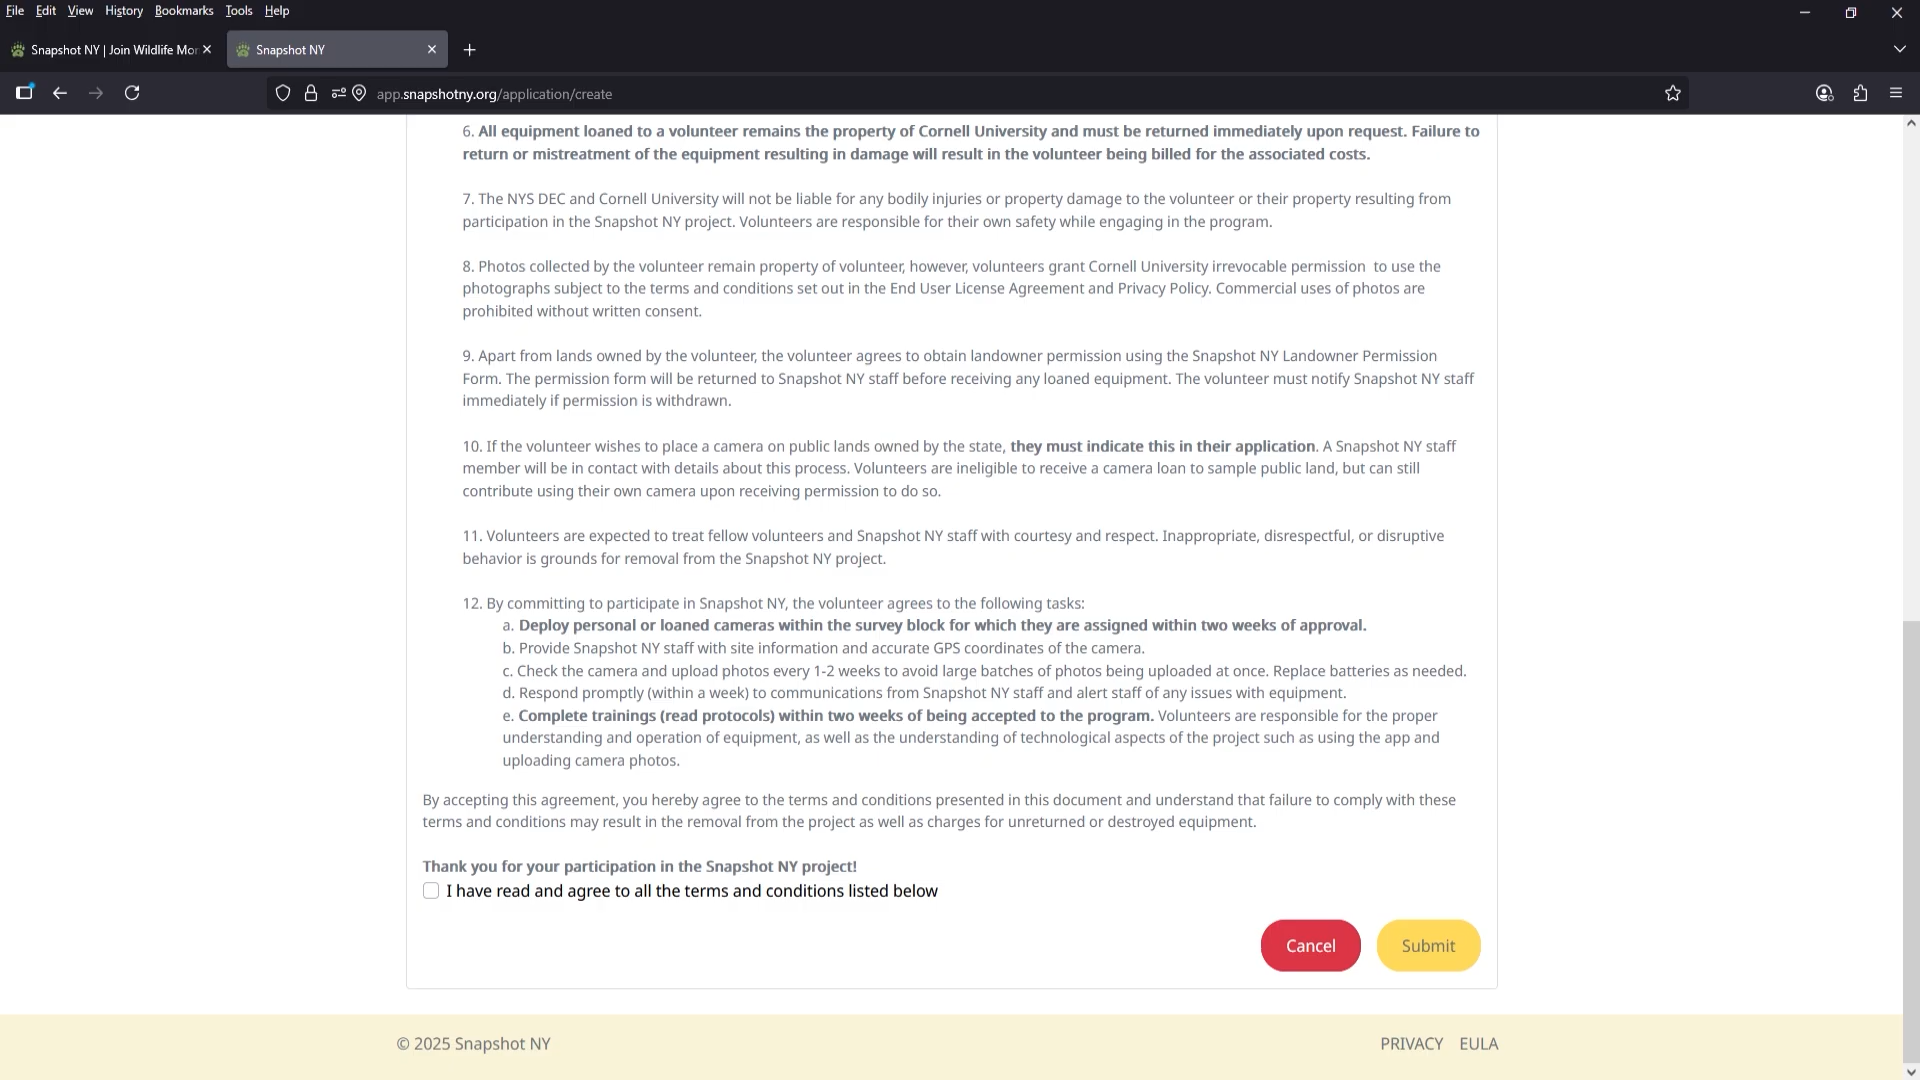 File Edit View History Bookmarks Tools Help
Snapshot NY | Join Wildlife Mor
Snapshot NY
app.snapshotny.org/application/create
6. All equipment loaned to a volunteer remains the property of Cornell University and must be returned immediately upon request. Failure to
return or mistreatment of the equipment resulting in damage will result in the volunteer being billed for the associated costs.
7. The NYS DEC and Cornell University will not be liable for any bodily injuries or property damage to the volunteer or their property resulting from
participation in the Snapshot NY project. Volunteers are responsible for their own safety while engaging in the program.
8. Photos collected by the volunteer remain property of volunteer, however, volunteers grant Cornell University irrevocable permission  to use the
photographs subject to the terms and conditions set out in the End User License Agreement and Privacy Policy. Commercial uses of photos are
prohibited without written consent.
9. Apart from lands owned by the volunteer, the volunteer agrees to obtain landowner permission using the Snapshot NY Landowner Permission
Form. The permission form will be returned to Snapshot NY staff before receiving any loaned equipment. The volunteer must notify Snapshot NY staff
immediately if permission is withdrawn.
10. If the volunteer wishes to place a camera on public lands owned by the state, they must indicate this in their application. A Snapshot NY staff
member will be in contact with details about this process. Volunteers are ineligible to receive a camera loan to sample public land, but can still
contribute using their own camera upon receiving permission to do so.
11. Volunteers are expected to treat fellow volunteers and Snapshot NY staff with courtesy and respect. Inappropriate, disrespectful, or disruptive
behavior is grounds for removal from the Snapshot NY project.
12. By committing to participate in Snapshot NY, the volunteer agrees to the following tasks:
a. Deploy personal or loaned cameras within the survey block for which they are assigned within two weeks of approval.
b. Provide Snapshot NY staff with site information and accurate GPS coordinates of the camera.
c. Check the camera and upload photos every 1-2 weeks to avoid large batches of photos being uploaded at once. Replace batteries as needed.
d. Respond promptly (within a week) to communications from Snapshot NY staff and alert staff of any issues with equipment.
e. Complete trainings (read protocols) within two weeks of being accepted to the program. Volunteers are responsible for the proper
understanding and operation of equipment, as well as the understanding of technological aspects of the project such as using the app and
uploading camera photos.
By accepting this agreement, you hereby agree to the terms and conditions presented in this document and understand that failure to comply with these
terms and conditions may result in the removal from the project as well as charges for unreturned or destroyed equipment.
Thank you for your participation in the Snapshot NY project!
I have read and agree to all the terms and conditions listed below
Cancel Submit
© 2025 Snapshot NY
PRIVACY EULA